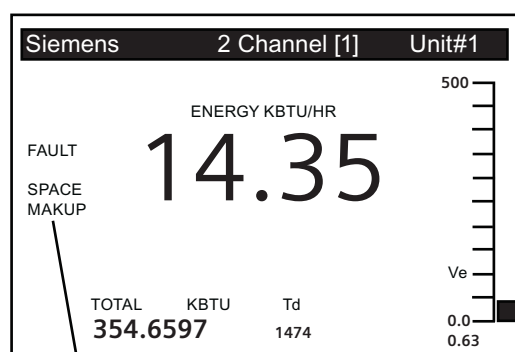 Siemens 2 Channel [1] Unit#1
500
ENERGY KBTU/HR
14.35
FAULT
SPACE
MAKUP
Ve
TOTAL KBTU Td
354.6597 1474
0.0
0.63